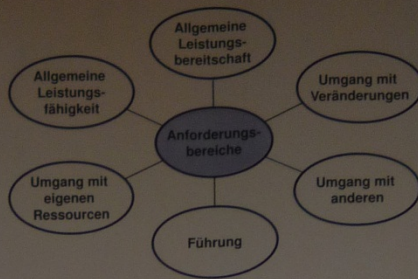 Allgemeine
Leistungs-
bereitschaft
Allgemeine
Leistungs-
fähigkeit
Umgang mit
Veränderungen
Anforderungs-
bereiche
Umgang mit
eigenen
Ressourcen
Umgang mit
anderen
Führung